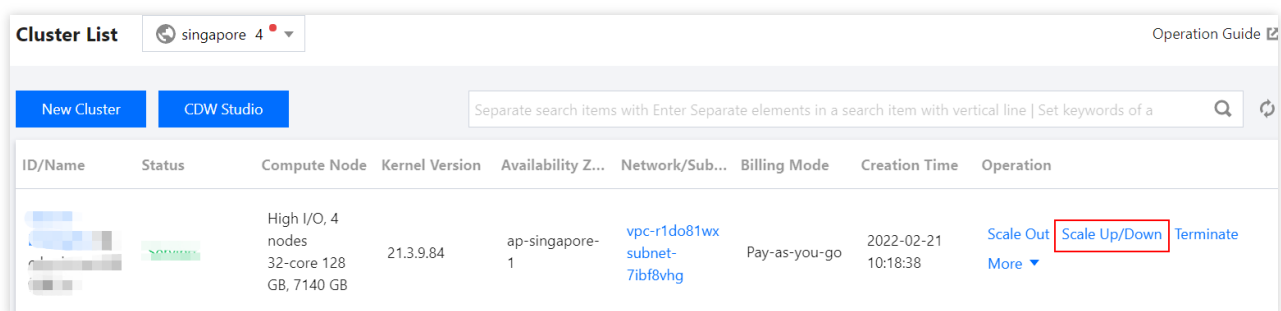 Cluster List
singapore 4
Operation Guide
New Cluster
CDW Studio
Separate search items with Enter Separate elements in a search item with vertical line | Set keywords of a
ID/Name Status Compute Node Kernel Version Availability Z... Network/Sub... Billing Mode Creation Time Operation
High I/O, 4
nodes
32-core 128
GB, 7140 GB
21.3.9.84
ap-singapore-
1
vpc-r1do81wx
subnet-
7ibf8vhg
Pay-as-you-go
2022-02-21
10:18:38
Scale Out Scale Up/Down Terminate
More